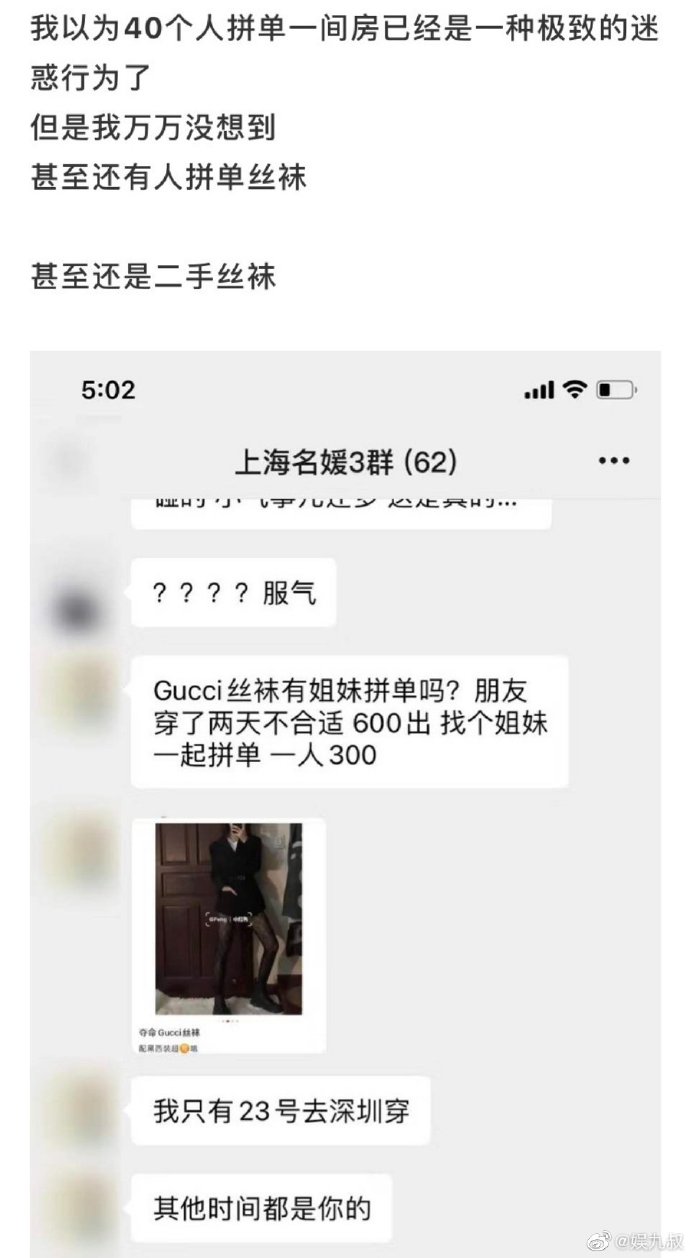 我以为40个人拼单一间房已经是一种极致的迷
惑行为了
但是我万万没想到
甚至还有人拼单丝袜
甚至还是二手丝袜
5:02
上海名媛3群 (62)
？？？？服气
Gucci丝袜有姐妹拼单吗？朋友
穿了两天不合适 600出 找个姐妹
一起拼单 一人300
夺命Gucci丝袜
配黑西装超
我只有23号去深圳穿
其他时间都是你的
@娱九叔